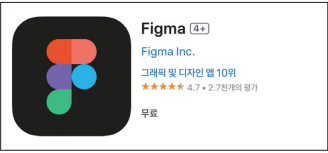 Figma 4+
Figma Inc.
그래픽 및 디자인 앱 10위
★★★★★ 4.7 • 2.7천개의 평가
무료